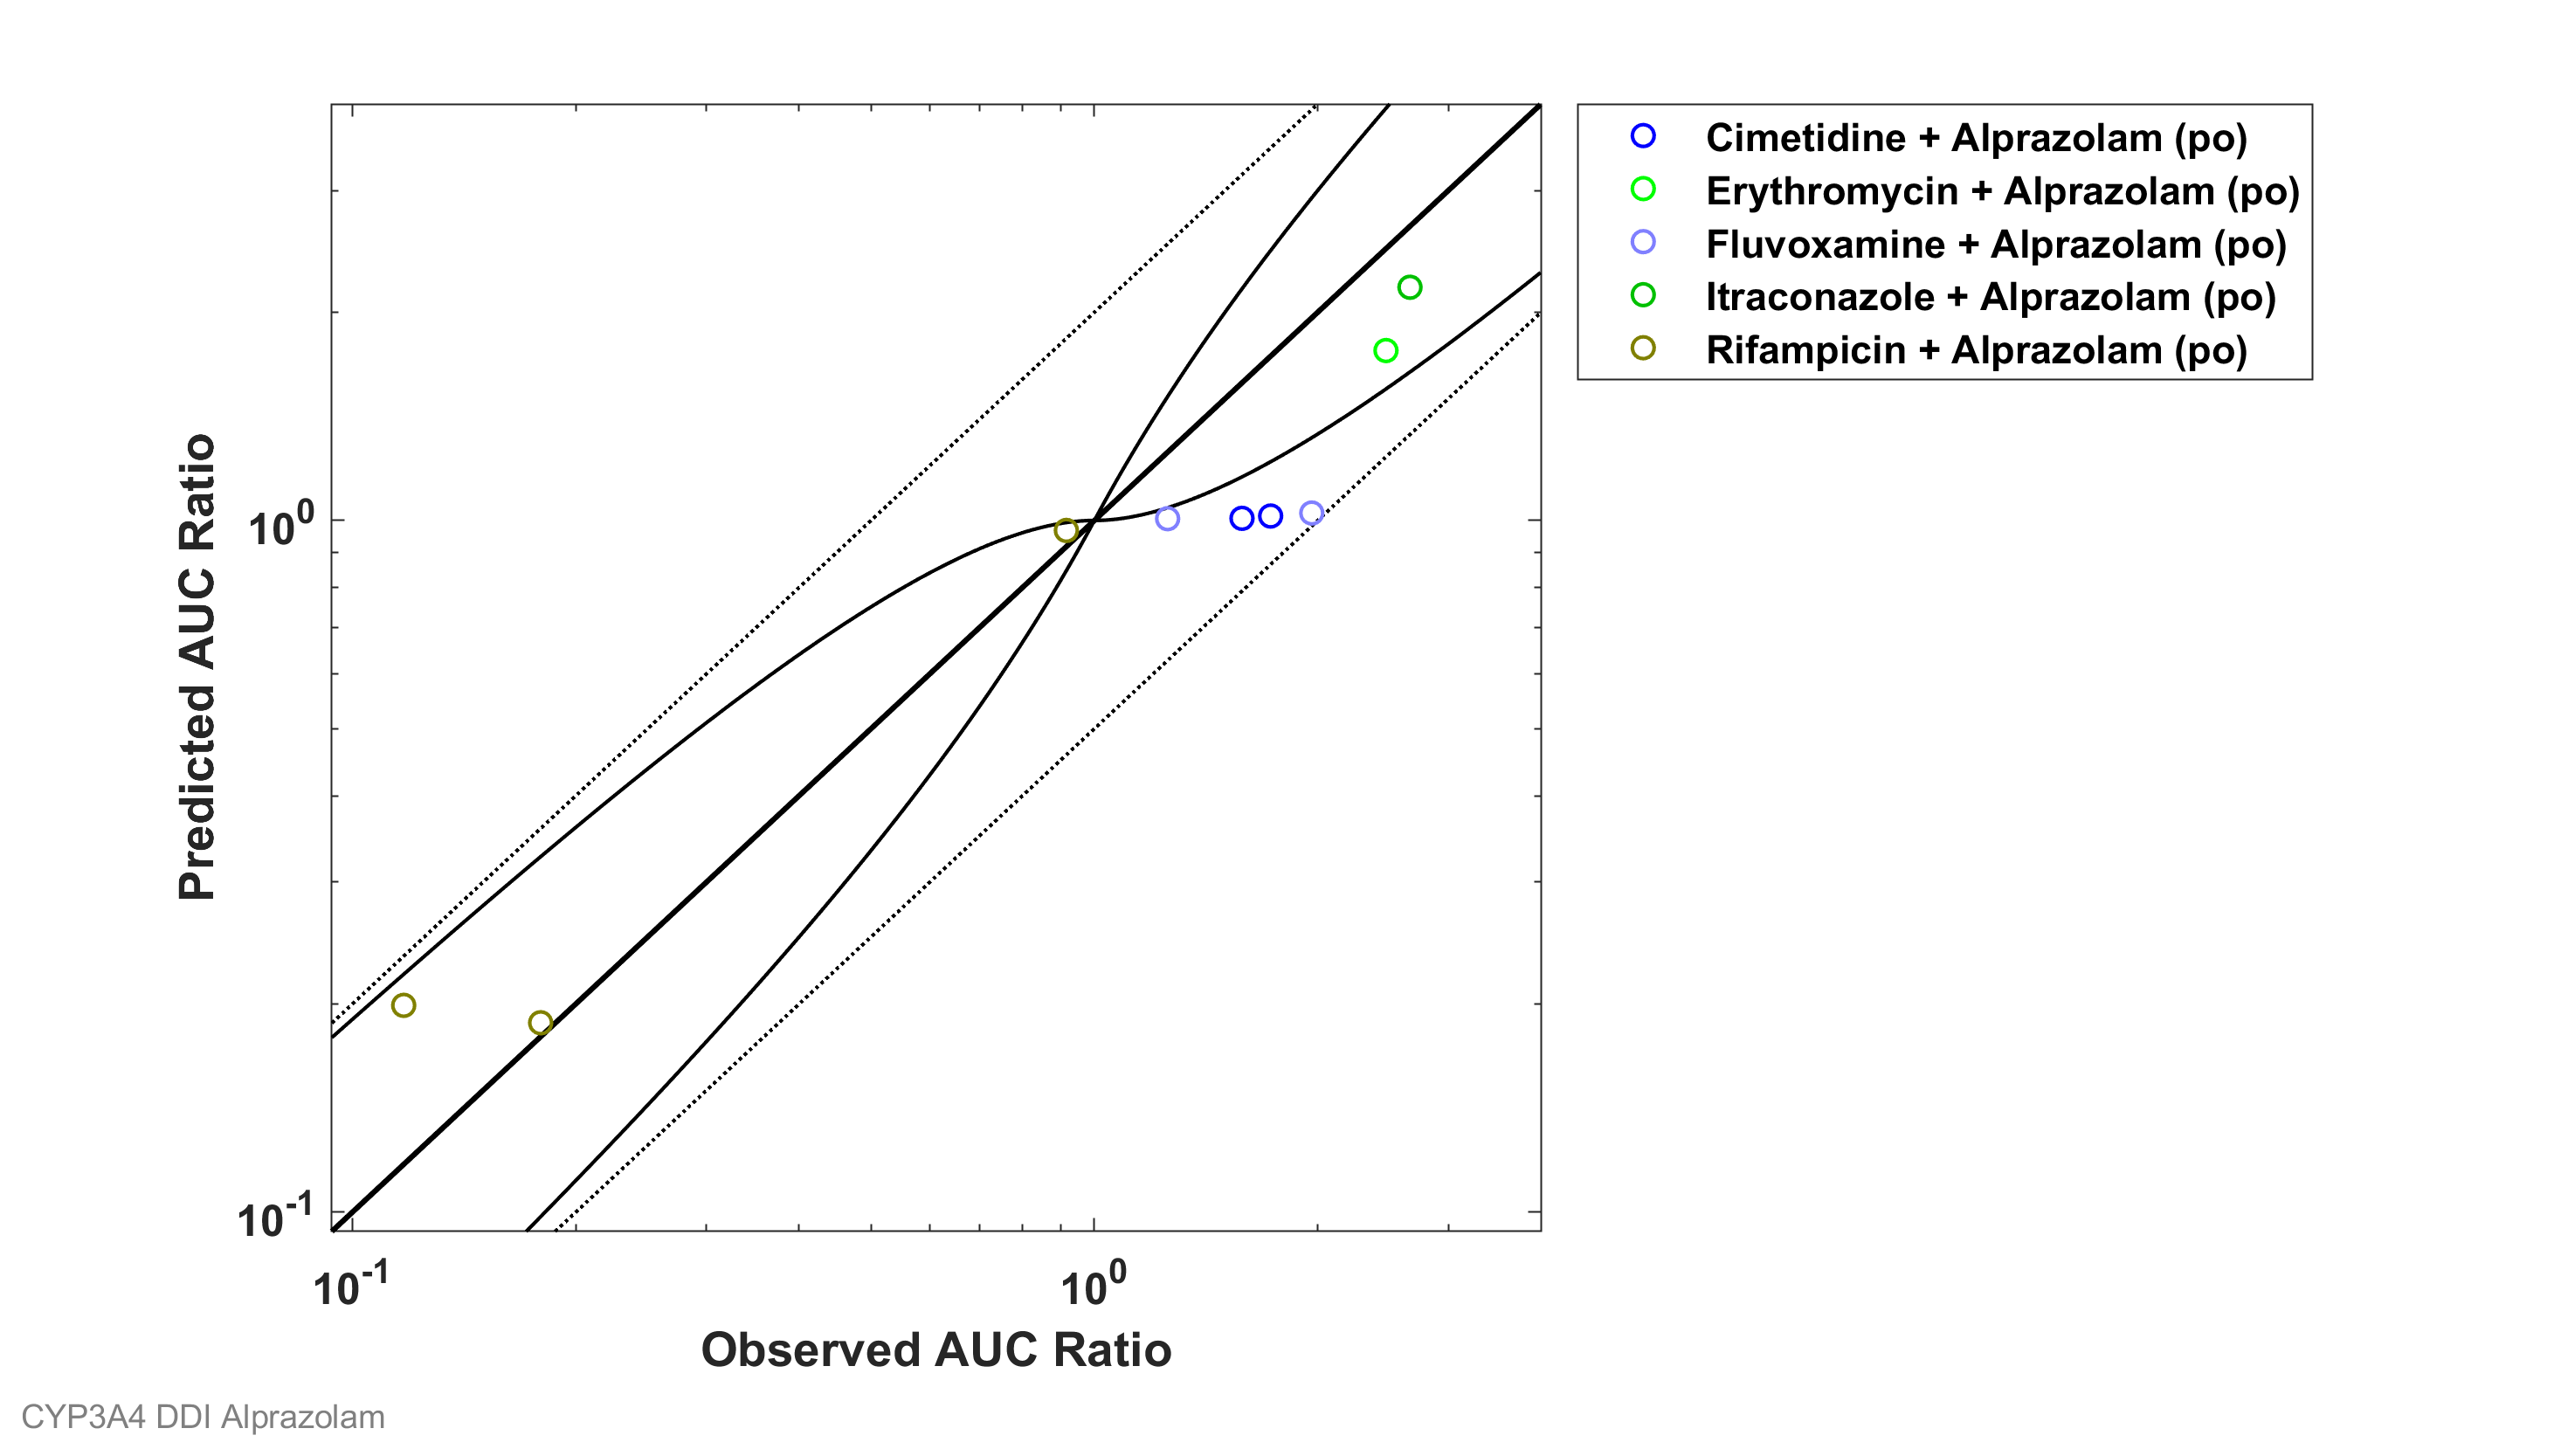 Cimetidine + Alprazolam (po)
Erythromycin + Alprazolam (po)
Fluvoxamine + Alprazolam (po)
Itraconazole + Alprazolam (po)
Rifampicin + Alprazolam (po)
Predicted AUC Ratio
10^0
10^-1
10^-1 10^0
Observed AUC Ratio
CYP3A4 DDI Alprazolam